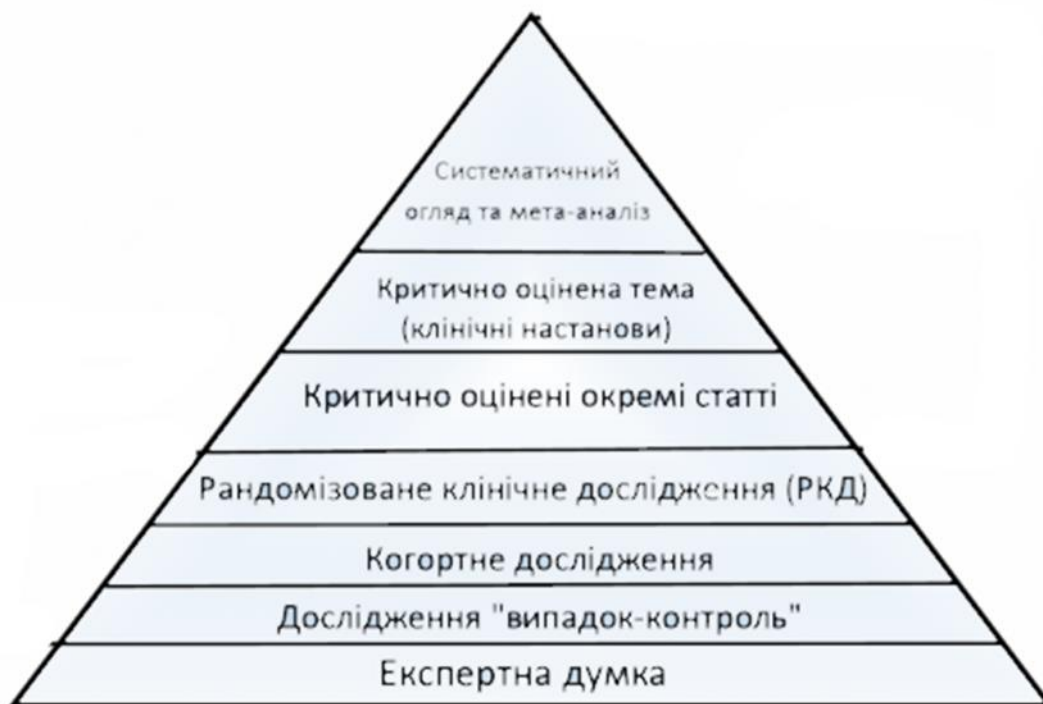 Систематичний
огляд та мета-аналіз
Критично оцінена тема
(клінічні настанови)
Критично оцінені окремі статті
Рандомізоване клінічне дослідження (РКД)
Когортне дослідження
Дослідження "випадок-контроль"
Експертна думка